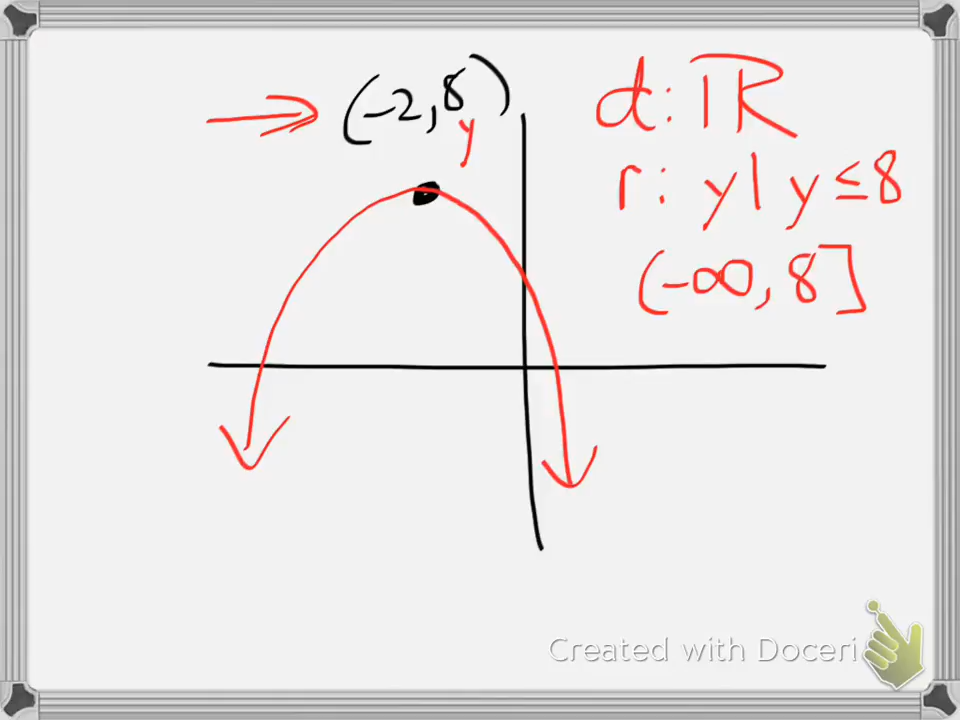 (-2,8)
y
d: ℝ
r: y | y ≤ 8
(-∞, 8]
Created with Doceri